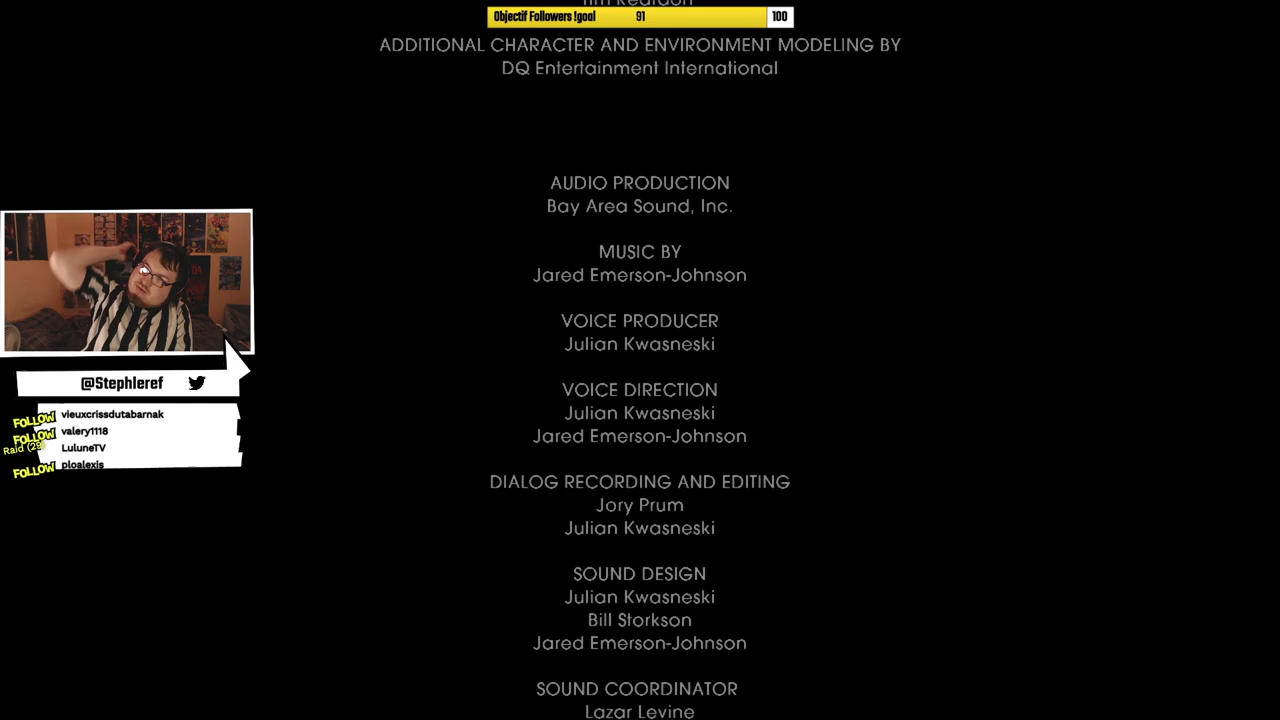 Objectif Followers !goal 91 100
ADDITIONAL CHARACTER AND ENVIRONMENT MODELING BY
DQ Entertainment International
AUDIO PRODUCTION
Bay Area Sound, Inc.
MUSIC BY
Jared Emerson-Johnson
VOICE PRODUCER
Julian Kwasneski
VOICE DIRECTION
Julian Kwasneski
Jared Emerson-Johnson
DIALOG RECORDING AND EDITING
Jory Prum
Julian Kwasneski
SOUND DESIGN
Julian Kwasneski
Bill Storkson
Jared Emerson-Johnson
SOUND COORDINATOR
Lazar Levine
@Stephleref
FOLLOW vieuxcrissdutabarnak
FOLLOW valery1118
Raid (29) LuluneTV
FOLLOW ploalexis